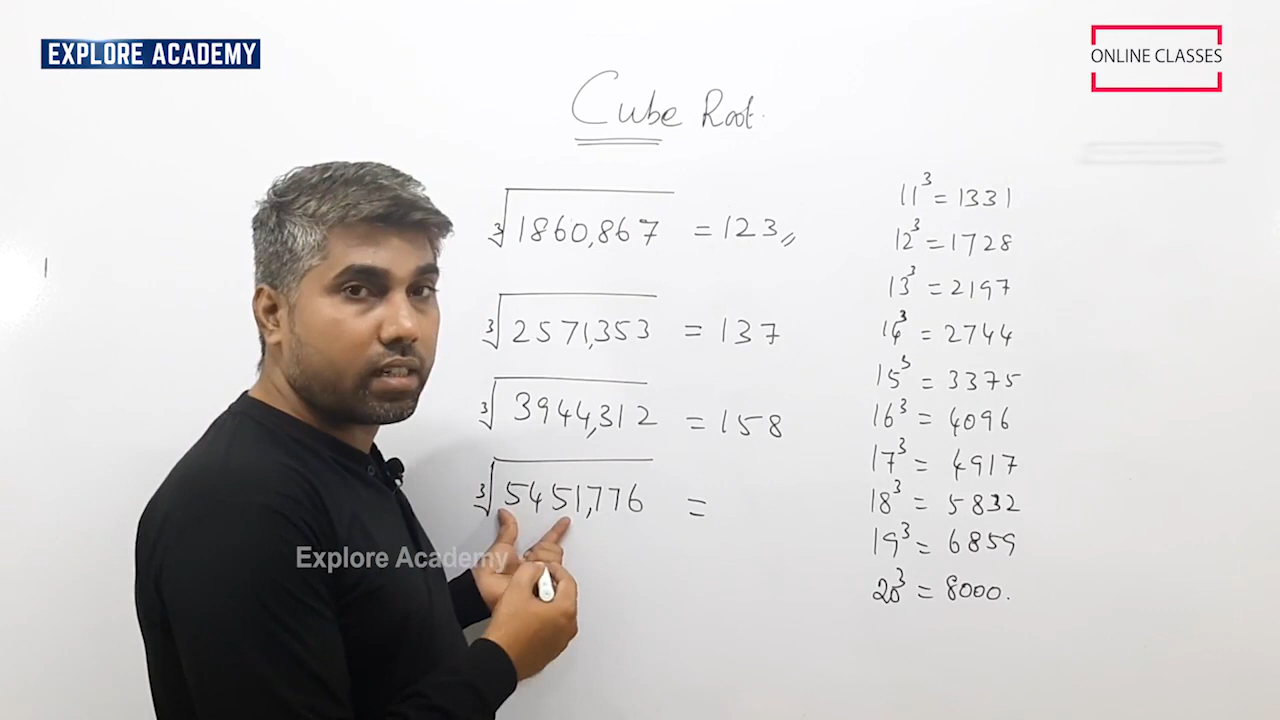 EXPLORE ACADEMY
ONLINE CLASSES
Cube Root.
∛1860,867 = 123
∛2571,353 = 137
∛3944,312 = 158
∛5451,776 =
11³ = 1331
12³ = 1728
13³ = 2197
14³ = 2744
15³ = 3375
16³ = 4096
17³ = 4917
18³ = 5832
19³ = 6859
20³ = 8000.
Explore Academy